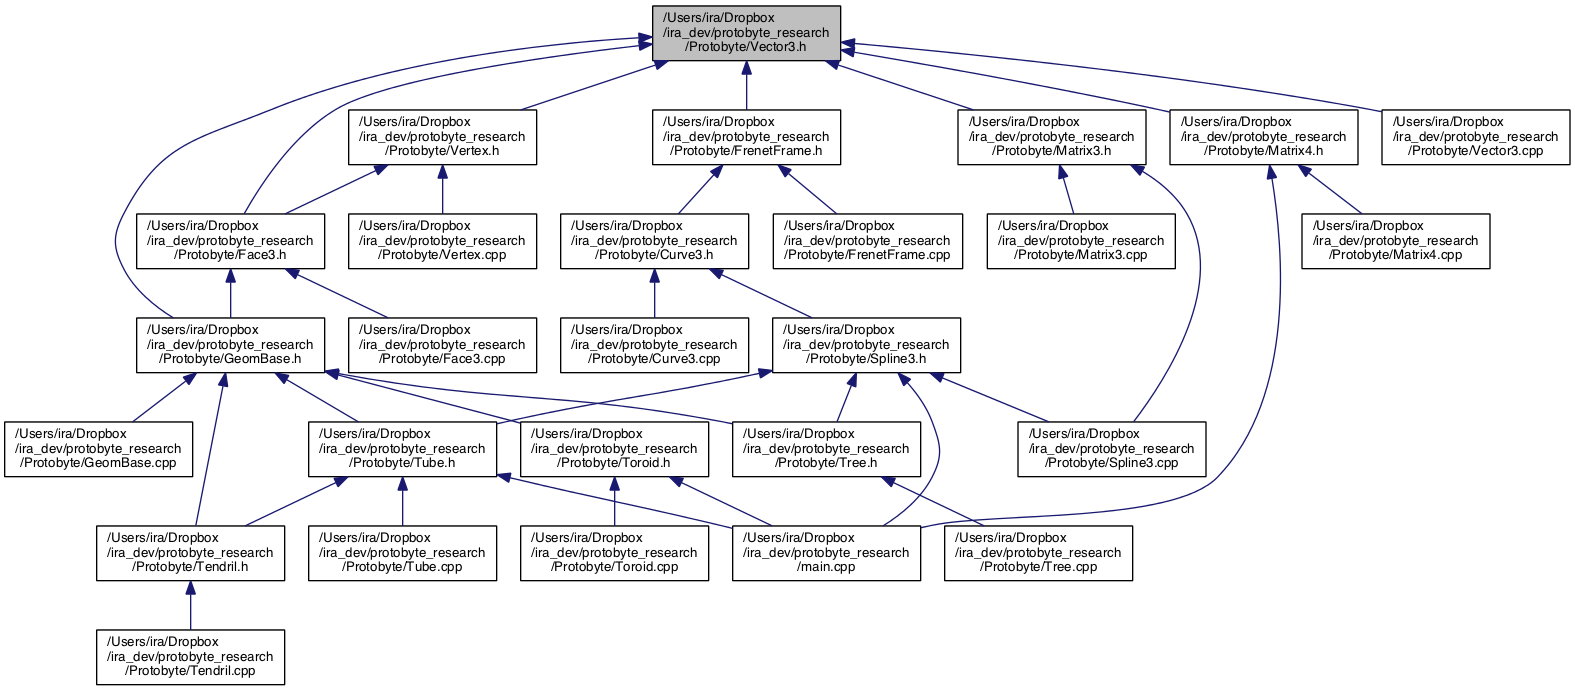 /Users/ira/Dropbox
/ira_dev/protobyte_research
/Protobyte/Vector3.h
/Users/ira/Dropbox
/ira_dev/protobyte_research
/Protobyte/Vertex.h
/Users/ira/Dropbox
/ira_dev/protobyte_research
/Protobyte/FrenetFrame.h
/Users/ira/Dropbox
/ira_dev/protobyte_research
/Protobyte/Matrix3.h
/Users/ira/Dropbox
/ira_dev/protobyte_research
/Protobyte/Matrix4.h
/Users/ira/Dropbox
/ira_dev/protobyte_research
/Protobyte/Vector3.cpp
/Users/ira/Dropbox
/ira_dev/protobyte_research
/Protobyte/Face3.h
/Users/ira/Dropbox
/ira_dev/protobyte_research
/Protobyte/Vertex.cpp
/Users/ira/Dropbox
/ira_dev/protobyte_research
/Protobyte/Curve3.h
/Users/ira/Dropbox
/ira_dev/protobyte_research
/Protobyte/FrenetFrame.cpp
/Users/ira/Dropbox
/ira_dev/protobyte_research
/Protobyte/Matrix3.cpp
/Users/ira/Dropbox
/ira_dev/protobyte_research
/Protobyte/Matrix4.cpp
/Users/ira/Dropbox
/ira_dev/protobyte_research
/Protobyte/GeomBase.h
/Users/ira/Dropbox
/ira_dev/protobyte_research
/Protobyte/Face3.cpp
/Users/ira/Dropbox
/ira_dev/protobyte_research
/Protobyte/Curve3.cpp
/Users/ira/Dropbox
/ira_dev/protobyte_research
/Protobyte/Spline3.h
/Users/ira/Dropbox
/ira_dev/protobyte_research
/Protobyte/GeomBase.cpp
/Users/ira/Dropbox
/ira_dev/protobyte_research
/Protobyte/Tube.h
/Users/ira/Dropbox
/ira_dev/protobyte_research
/Protobyte/Toroid.h
/Users/ira/Dropbox
/ira_dev/protobyte_research
/Protobyte/Tree.h
/Users/ira/Dropbox
/ira_dev/protobyte_research
/Protobyte/Spline3.cpp
/Users/ira/Dropbox
/ira_dev/protobyte_research
/Protobyte/Tendril.h
/Users/ira/Dropbox
/ira_dev/protobyte_research
/Protobyte/Tube.cpp
/Users/ira/Dropbox
/ira_dev/protobyte_research
/Protobyte/Toroid.cpp
/Users/ira/Dropbox
/ira_dev/protobyte_research
/main.cpp
/Users/ira/Dropbox
/ira_dev/protobyte_research
/Protobyte/Tree.cpp
/Users/ira/Dropbox
/ira_dev/protobyte_research
/Protobyte/Tendril.cpp